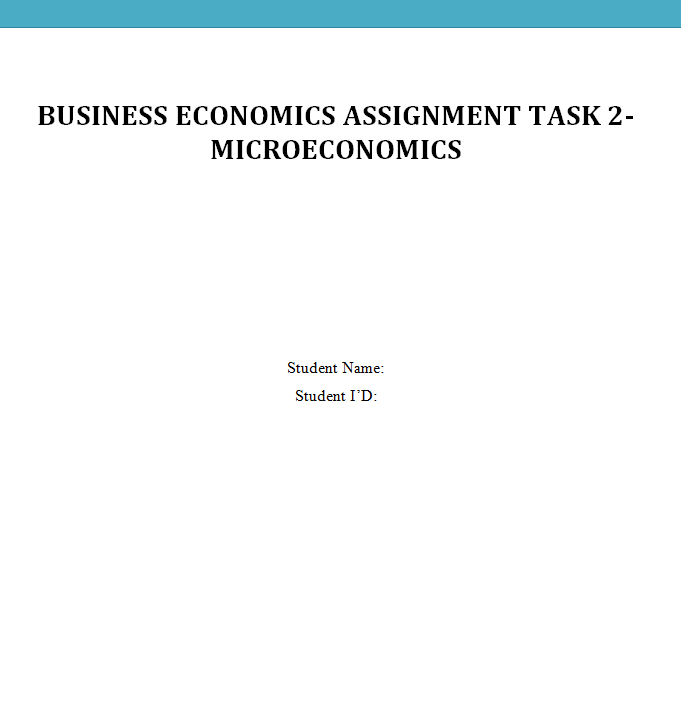 BUSINESS ECONOMICS ASSIGNMENT TASK 2-
MICROECONOMICS
Student Name:
Student I’D: